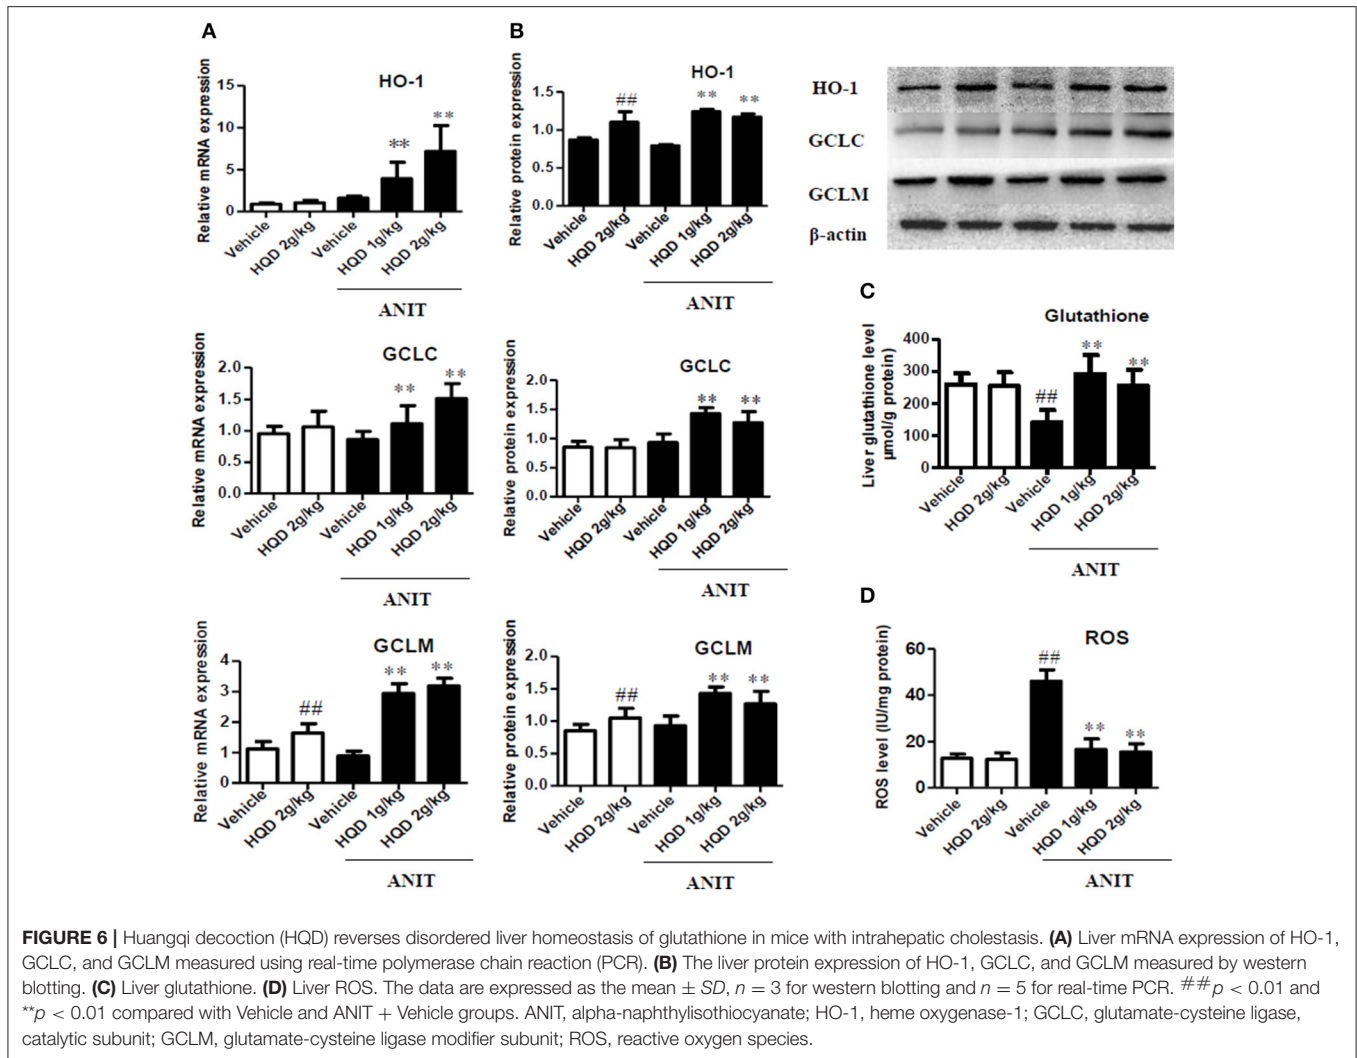 A
HO-1
Relative mRNA expression
15
10
5
0
**
**
Vehicle
HQD 2g/kg
Vehicle
HQD 1g/kg
HQD 2g/kg
ANIT
GCLC
Relative mRNA expression
2.0
1.5
1.0
0.5
0.0
**
**
Vehicle
HQD 2g/kg
Vehicle
HQD 1g/kg
HQD 2g/kg
ANIT
GCLM
Relative mRNA expression
4
3
2
1
0
##
**
**
Vehicle
HQD 2g/kg
Vehicle
HQD 1g/kg
HQD 2g/kg
ANIT
B
HO-1
Relative protein expression
1.5
1.0
0.5
0.0
##
**
**
Vehicle
HQD 2g/kg
Vehicle
HQD 1g/kg
HQD 2g/kg
ANIT
HO-1
GCLC
GCLM
β-actin
GCLC
Relative protein expression
2.0
1.5
1.0
0.5
0.0
**
**
Vehicle
HQD 2g/kg
Vehicle
HQD 1g/kg
HQD 2g/kg
ANIT
GCLM
Relative protein expression
2.0
1.5
1.0
0.5
0.0
##
**
**
Vehicle
HQD 2g/kg
Vehicle
HQD 1g/kg
HQD 2g/kg
ANIT
C
Glutathione
Liver glutathione level
µmol/g protein)
400
300
200
100
0
##
**
**
Vehicle
HQD 2g/kg
Vehicle
HQD 1g/kg
HQD 2g/kg
ANIT
D
ROS
ROS level (IU/mg protein)
60
40
20
0
##
**
**
Vehicle
HQD 2g/kg
Vehicle
HQD 1g/kg
HQD 2g/kg
ANIT
FIGURE 6 | Huangqi decoction (HQD) reverses disordered liver homeostasis of glutathione in mice with intrahepatic cholestasis. (A) Liver mRNA expression of HO-1,
GCLC, and GCLM measured using real-time polymerase chain reaction (PCR). (B) The liver protein expression of HO-1, GCLC, and GCLM measured by western
blotting. (C) Liver glutathione. (D) Liver ROS. The data are expressed as the mean ± SD, n = 3 for western blotting and n = 5 for real-time PCR. ##p < 0.01 and
**p < 0.01 compared with Vehicle and ANIT + Vehicle groups. ANIT, alpha-naphthylisothiocyanate; HO-1, heme oxygenase-1; GCLC, glutamate-cysteine ligase,
catalytic subunit; GCLM, glutamate-cysteine ligase modifier subunit; ROS, reactive oxygen species.